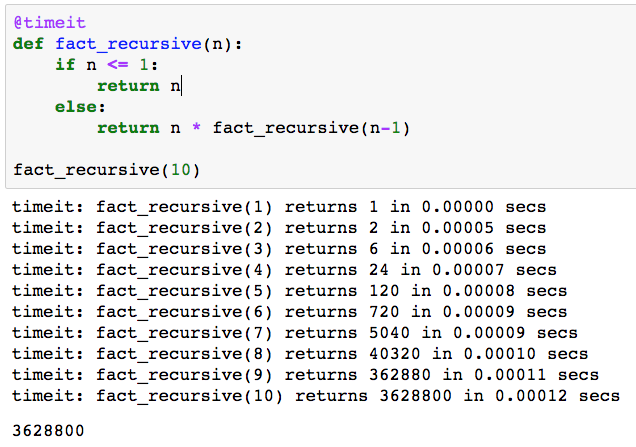 @timeit
def fact_recursive(n):
    if n <= 1:
        return n
    else:
        return n * fact_recursive(n-1)
fact_recursive(10)
timeit: fact_recursive(1) returns 1 in 0.00000 secs
timeit: fact_recursive(2) returns 2 in 0.00005 secs
timeit: fact_recursive(3) returns 6 in 0.00006 secs
timeit: fact_recursive(4) returns 24 in 0.00007 secs
timeit: fact_recursive(5) returns 120 in 0.00008 secs
timeit: fact_recursive(6) returns 720 in 0.00009 secs
timeit: fact_recursive(7) returns 5040 in 0.00009 secs
timeit: fact_recursive(8) returns 40320 in 0.00010 secs
timeit: fact_recursive(9) returns 362880 in 0.00011 secs
timeit: fact_recursive(10) returns 3628800 in 0.00012 secs
3628800